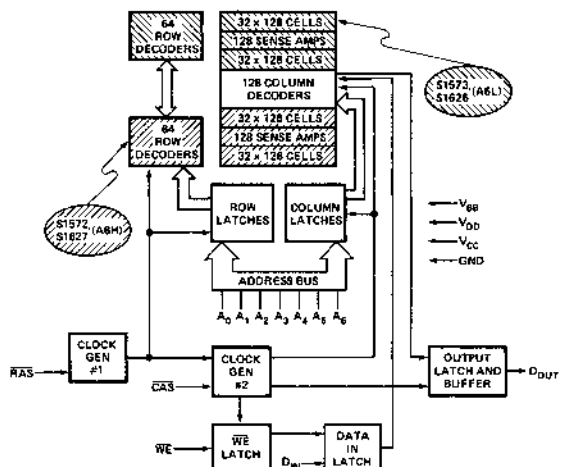 64
ROW
DECODERS
32 x 128 CELLS
128 SENSE AMPS
32 x 128 CELLS
128 COLUMN
DECODERS
32 x 128 CELLS
128 SENSE AMPS
32 x 128 CELLS
S1573
S1626 (A6L)
64
ROW
DECODERS
S1572
S1627 (A6H)
ROW
LATCHES
COLUMN
LATCHES
VBB
VDD
VCC
GND
ADDRESS BUS
A0 A1 A2 A3 A4 A5 A6
RAS
CLOCK
GEN
#1
CAS
CLOCK
GEN
#2
OUTPUT
LATCH AND
BUFFER
DOUT
WE
WE
LATCH
DIN
DATA
IN
LATCH